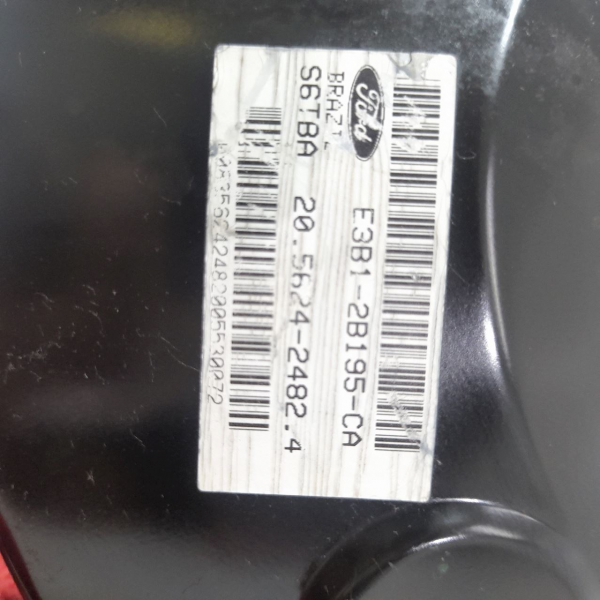 Ford
E3B1-2B195-CA
BRAZIL
S6TBA 20.5624-2482.4